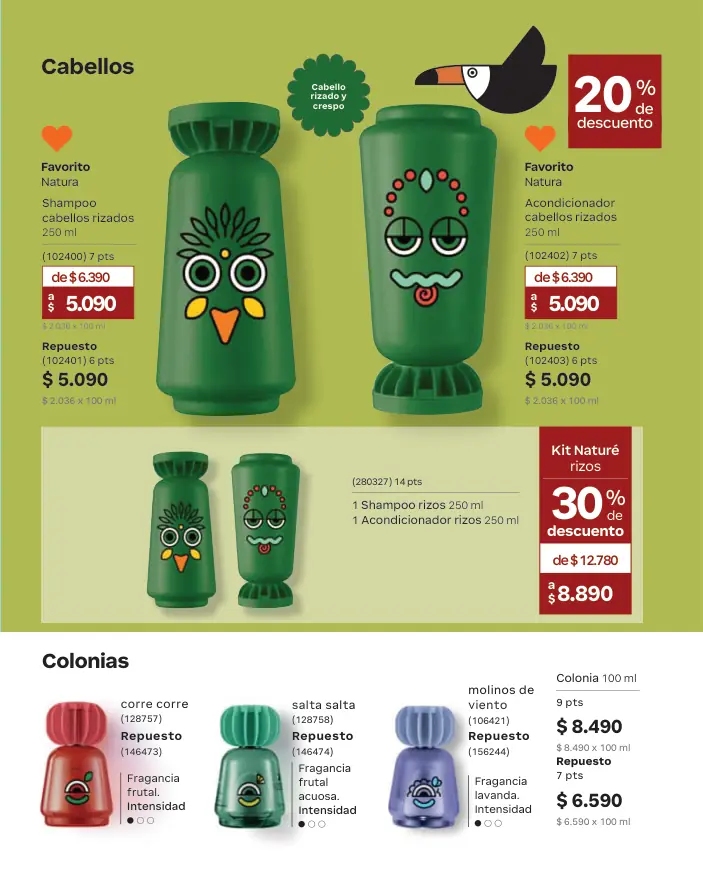 Cabellos
Cabello
rizado y
crespo
20%
de
descuento
Favorito
Natura
Shampoo
cabellos rizados
250 ml
(102400) 7 pts
de $ 6.390
a
$ 5.090
$ 2.036 x 100 ml
Repuesto
(102401) 6 pts
$ 5.090
$ 2.036 x 100 ml
Favorito
Natura
Acondicionador
cabellos rizados
250 ml
(102402) 7 pts
de $ 6.390
a
$ 5.090
$ 2.036 x 100 ml
Repuesto
(102403) 6 pts
$ 5.090
$ 2.036 x 100 ml
(280327) 14 pts
1 Shampoo rizos 250 ml
1 Acondicionador rizos 250 ml
Kit Naturé
rizos
30%
de
descuento
de $ 12.780
a
$ 8.890
Colonias
corre corre
(128757)
Repuesto
(146473)
Fragancia
frutal.
Intensidad
salta salta
(128758)
Repuesto
(146474)
Fragancia
frutal
acuosa.
Intensidad
molinos de
viento
(106421)
Repuesto
(156244)
Fragancia
lavanda.
Intensidad
Colonia 100 ml
9 pts
$ 8.490
$ 8.490 x 100 ml
Repuesto
7 pts
$ 6.590
$ 6.590 x 100 ml